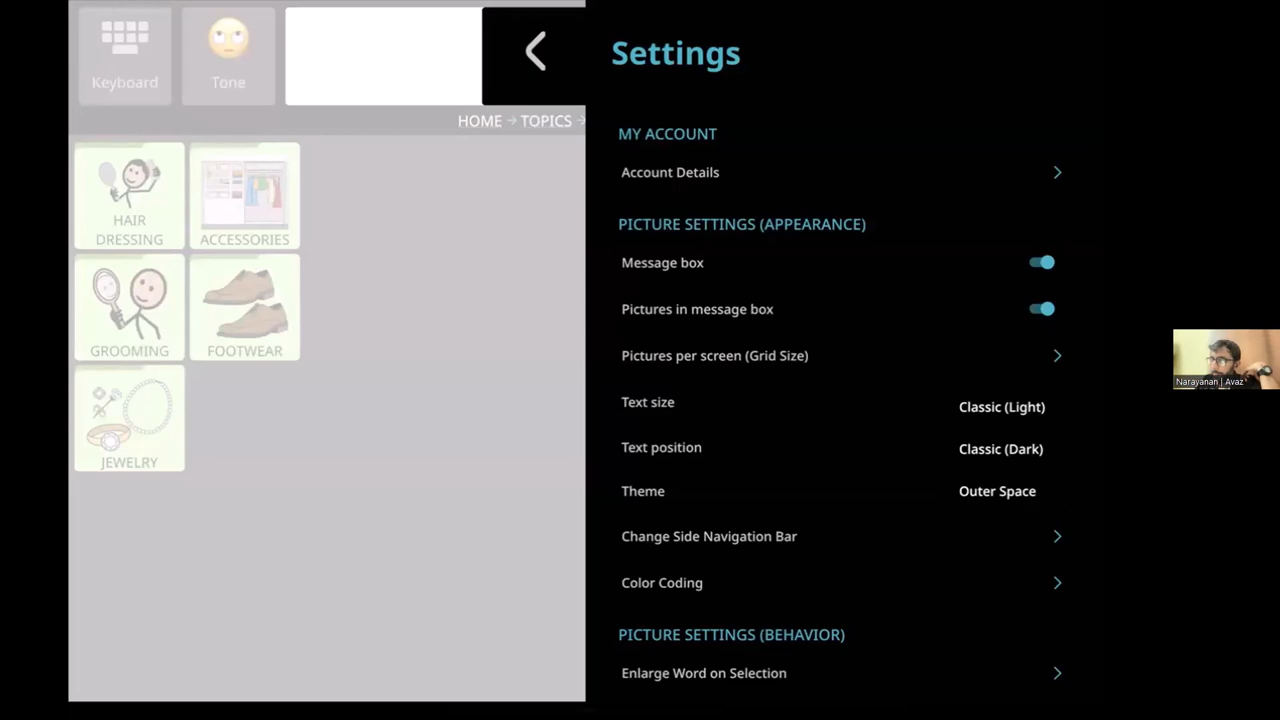 Keyboard
Tone
HOME → TOPICS →
HAIR
DRESSING
ACCESSORIES
GROOMING
FOOTWEAR
JEWELRY
Settings
MY ACCOUNT
Account Details
PICTURE SETTINGS (APPEARANCE)
Message box
Pictures in message box
Pictures per screen (Grid Size)
Text size
Classic (Light)
Text position
Classic (Dark)
Theme
Outer Space
Change Side Navigation Bar
Color Coding
PICTURE SETTINGS (BEHAVIOR)
Enlarge Word on Selection
Narayanan | Avaz